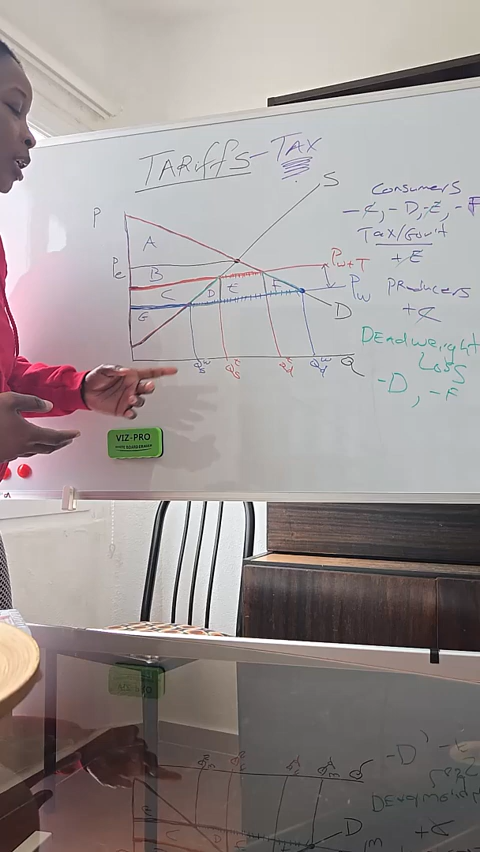 TARiffS-TAX
S
Consumers
P
-C, -D, -E, -F
A
Tax/Gov't
+E
Pe
B
Pw+T
C
D
E
F
Pw
PRoducers
G
D
+C
DEadweight
Loss
Q
-D, -F
VIZ-PRO